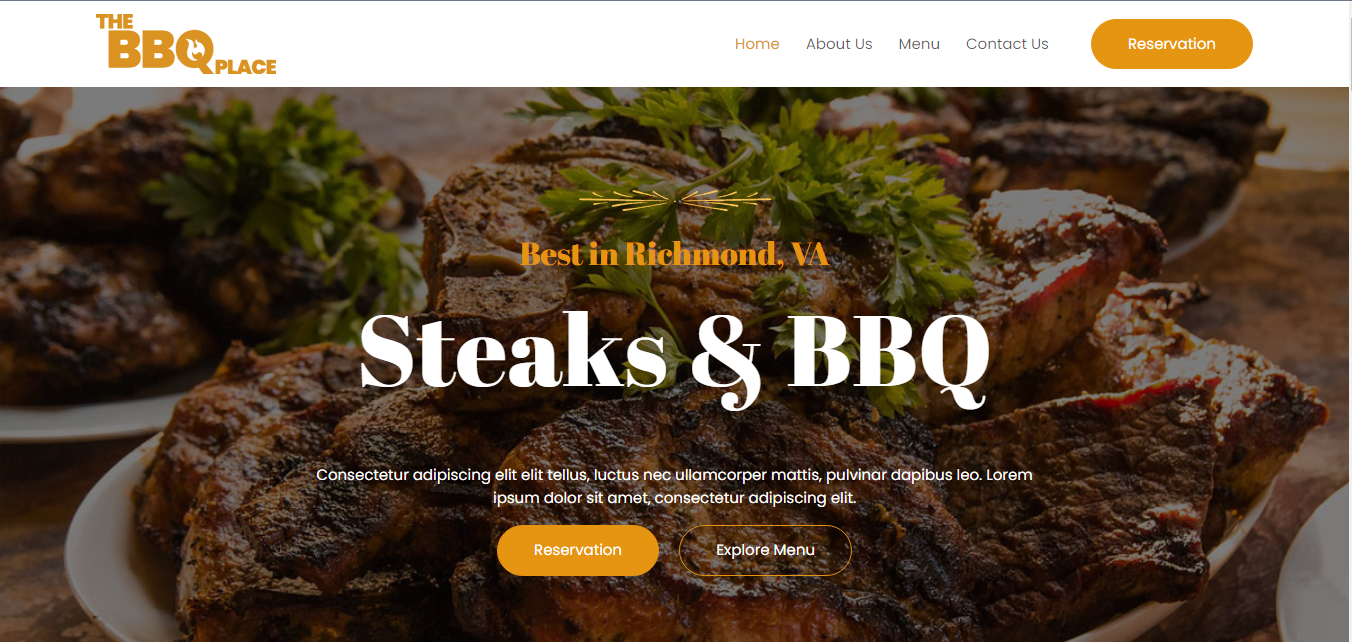 THE
BBQ
PLACE
Home About Us Menu Contact Us Reservation
Best in Richmond, VA
Steaks & BBQ
Consectetur adipiscing elit elit tellus, luctus nec ullamcorper mattis, pulvinar dapibus leo. Lorem
ipsum dolor sit amet, consectetur adipiscing elit.
Reservation Explore Menu